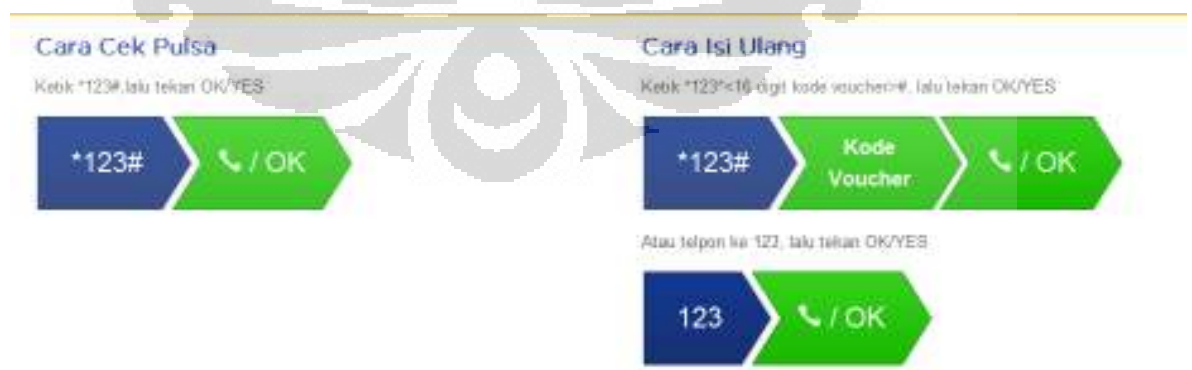 Cara Cek Pulsa
Ketik *123#,lalu tekan OK/YES
*123#
/ OK
Cara Isi Ulang
Ketik *123*<16 digit kode voucher>#, lalu tekan OK/YES
*123#
Kode
Voucher
/ OK
Atau telpon ke 123, lalu tekan OK/YES
123
/ OK